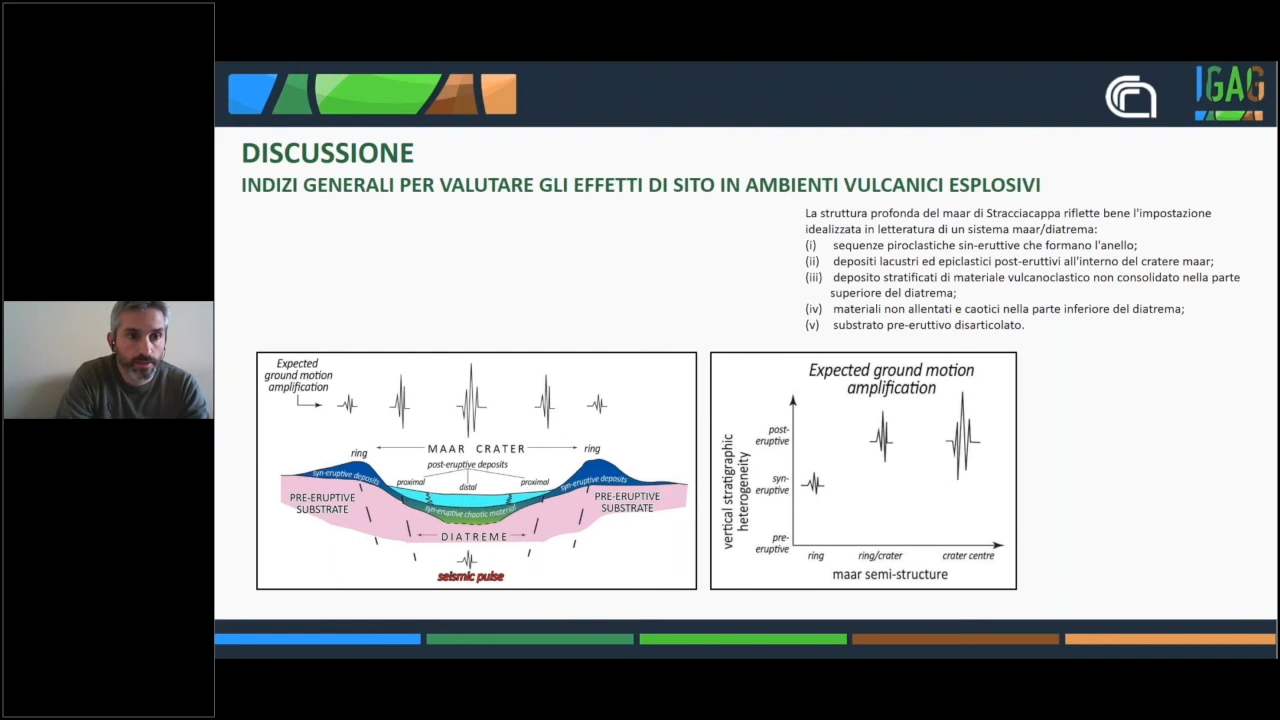 IGAG
DISCUSSIONE
INDIZI GENERALI PER VALUTARE GLI EFFETTI DI SITO IN AMBIENTI VULCANICI ESPLOSIVI
La struttura profonda del maar di Stracciacappa riflette bene l'impostazione
idealizzata in letteratura di un sistema maar/diatrema:
(i) sequenze piroclastiche sin-eruttive che formano l'anello;
(ii) depositi lacustri ed epiclastici post-eruttivi all'interno del cratere maar;
(iii) deposito stratificati di materiale vulcanoclastico non consolidato nella parte
superiore del diatrema;
(iv) materiali non allentati e caotici nella parte inferiore del diatrema;
(v) substrato pre-eruttivo disarticolato.
Expected
ground motion
amplification
MAAR CRATER
ring
ring
post-eruptive deposits
syn-eruptive deposits
proximal
distal
proximal
syn-eruptive deposits
PRE-ERUPTIVE
SUBSTRATE
syn-eruptive chaotic material
PRE-ERUPTIVE
SUBSTRATE
DIATREME
seismic pulse
Expected ground motion
amplification
vertical stratigraphic
heterogeneity
post-
eruptive
syn-
eruptive
pre-
eruptive
ring
ring/crater
crater centre
maar semi-structure